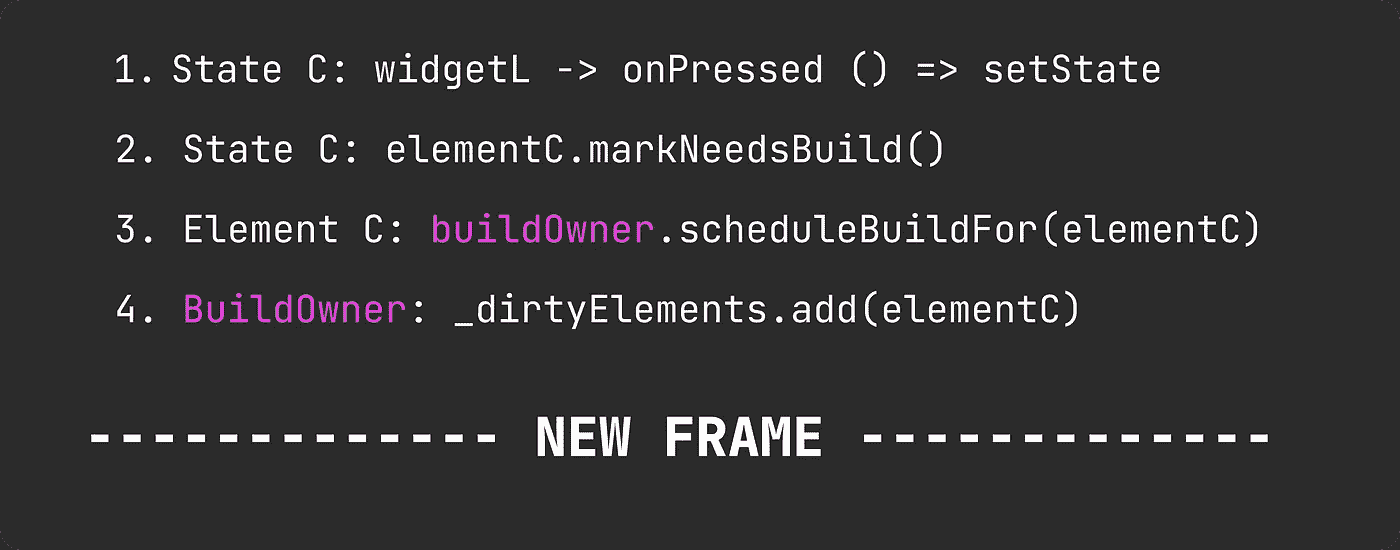 1. State C: widgetL -> onPressed () => setState
2. State C: elementC.markNeedsBuild()
3. Element C: buildOwner.scheduleBuildFor(elementC)
4. BuildOwner: _dirtyElements.add(elementC)
------------- NEW FRAME -------------